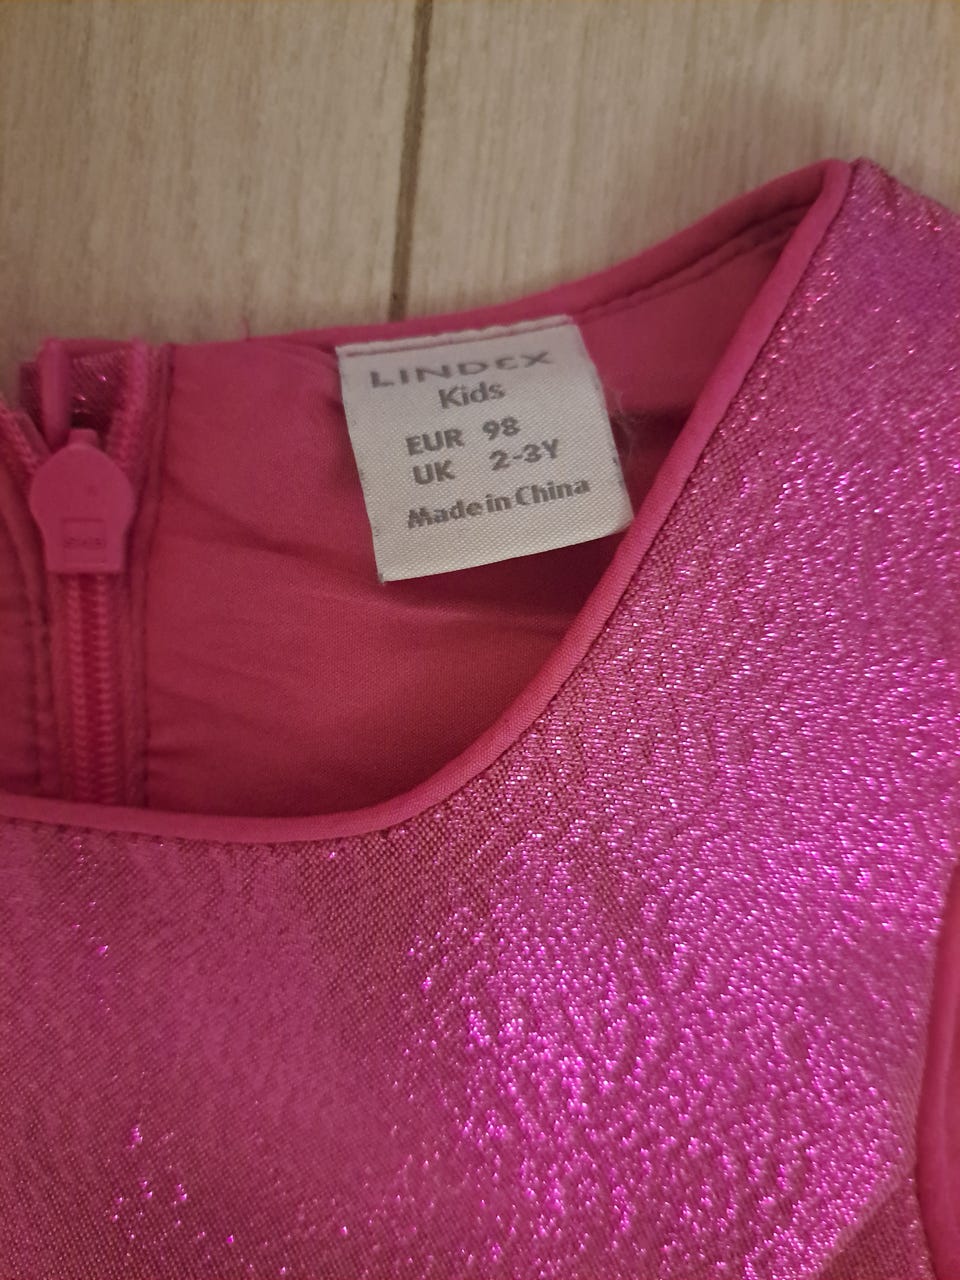 LINDEX
Kids
EUR 98
UK 2-3Y
Made in China